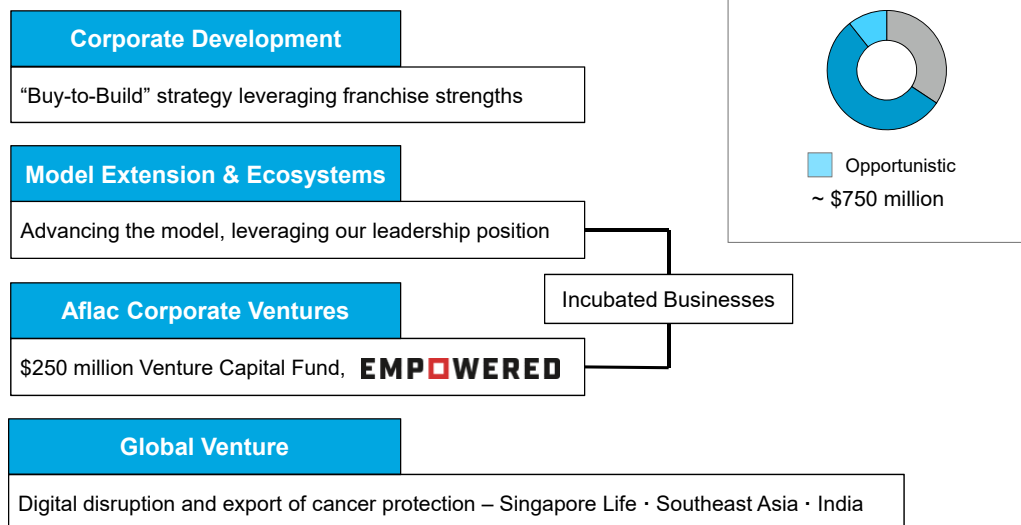 Corporate Development
“Buy-to-Build” strategy leveraging franchise strengths
Model Extension & Ecosystems
Advancing the model, leveraging our leadership position
Aflac Corporate Ventures
$250 million Venture Capital Fund, EMPOWERED
Incubated Businesses
Global Venture
Digital disruption and export of cancer protection – Singapore Life · Southeast Asia · India
Opportunistic
~ $750 million